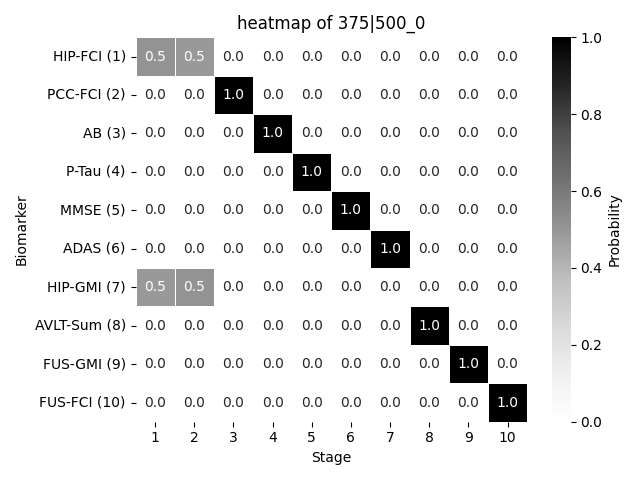 heatmap of 375|500_0
HIP-FCI (1) 0.5 0.5 0.0 0.0 0.0 0.0 0.0 0.0 0.0 0.0
PCC-FCI (2) 0.0 0.0 1.0 0.0 0.0 0.0 0.0 0.0 0.0 0.0
AB (3) 0.0 0.0 0.0 1.0 0.0 0.0 0.0 0.0 0.0 0.0
P-Tau (4) 0.0 0.0 0.0 0.0 1.0 0.0 0.0 0.0 0.0 0.0
MMSE (5) 0.0 0.0 0.0 0.0 0.0 1.0 0.0 0.0 0.0 0.0
ADAS (6) 0.0 0.0 0.0 0.0 0.0 0.0 1.0 0.0 0.0 0.0
HIP-GMI (7) 0.5 0.5 0.0 0.0 0.0 0.0 0.0 0.0 0.0 0.0
AVLT-Sum (8) 0.0 0.0 0.0 0.0 0.0 0.0 0.0 1.0 0.0 0.0
FUS-GMI (9) 0.0 0.0 0.0 0.0 0.0 0.0 0.0 0.0 1.0 0.0
FUS-FCI (10) 0.0 0.0 0.0 0.0 0.0 0.0 0.0 0.0 0.0 1.0
1 2 3 4 5 6 7 8 9 10
Stage
Biomarker
1.0
0.8
0.6
0.4
0.2
0.0
Probability